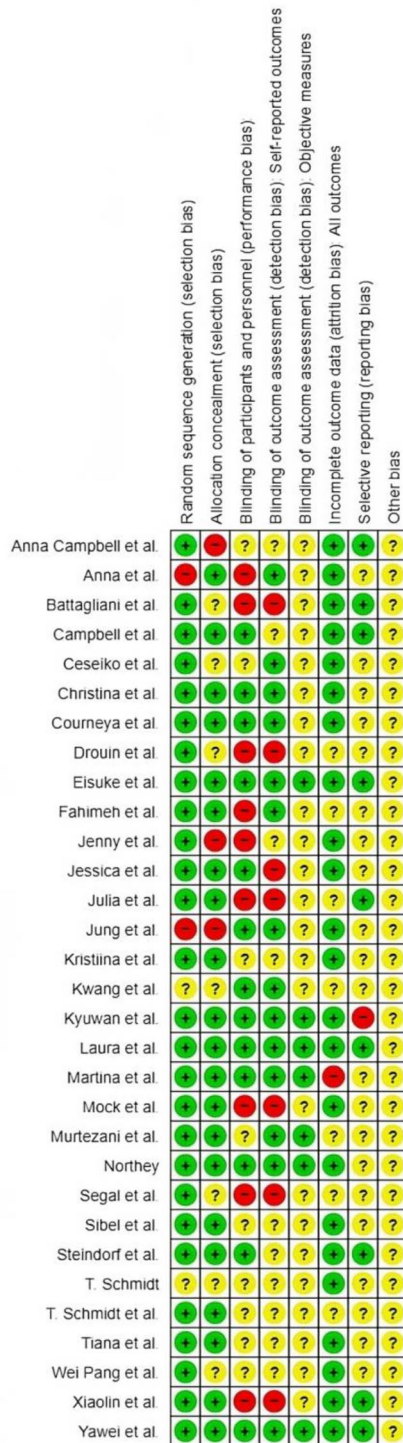 Random sequence generation (selection bias)
Allocation concealment (selection bias)
Blinding of participants and personnel (performance bias)
Blinding of outcome assessment (detection bias): Self-reported outcomes
Blinding of outcome assessment (detection bias): Objective measures
Incomplete outcome data (attrition bias): All outcomes
Selective reporting (reporting bias)
Other bias
Anna Campbell et al. + - ? ? ? + + ?
Anna et al. - + - + ? + ? ?
Battagliani et al. + ? - - ? + + ?
Campbell et al. + + + ? ? + + ?
Ceseiko et al. + ? ? + ? + ? ?
Christina et al. + + + + ? + ? ?
Courneya et al. + + + + ? + ? ?
Drouin et al. + ? - - ? ? ? ?
Eisuke et al. + + + + + + + ?
Fahimeh et al. + + - + ? ? ? ?
Jenny et al. + - - ? ? + ? ?
Jessica et al. + + + - ? + ? ?
Julia et al. + + - - ? ? + ?
Jung et al. - - + + ? + ? ?
Kristiina et al. + + ? ? ? + ? ?
Kwang et al. ? ? + + ? ? ? ?
Kyuwan et al. + + + + + + - ?
Laura et al. + + + + + + + ?
Martina et al. + + + + + - ? ?
Mock et al. + + - - ? + ? ?
Murtezani et al. + + ? + + ? ? ?
Northey + + + + + + ? ?
Segal et al. + ? - - ? ? ? ?
Sibel et al. + + ? ? ? + ? ?
Steindorf et al. + + + ? ? + + ?
T. Schmidt ? ? ? ? ? + ? ?
T. Schmidt et al. + + ? ? ? ? ? ?
Tiana et al. + + ? ? ? + ? ?
Wei Pang et al. + ? ? ? ? + ? ?
Xiaolin et al. + + - - ? + + ?
Yawei et al. + + + + + + + ?